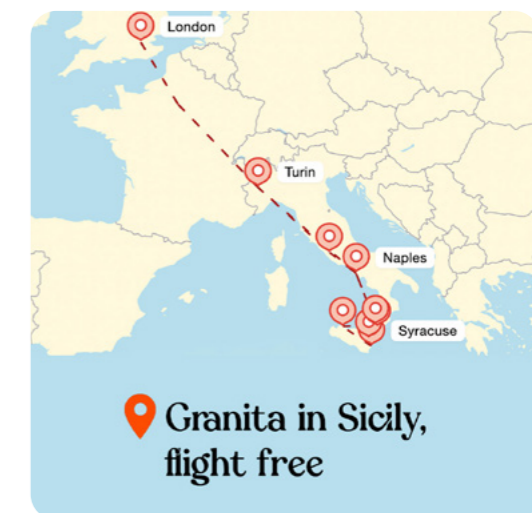 London
Turin
Naples
Syracuse
Granita in Sicily,
flight free